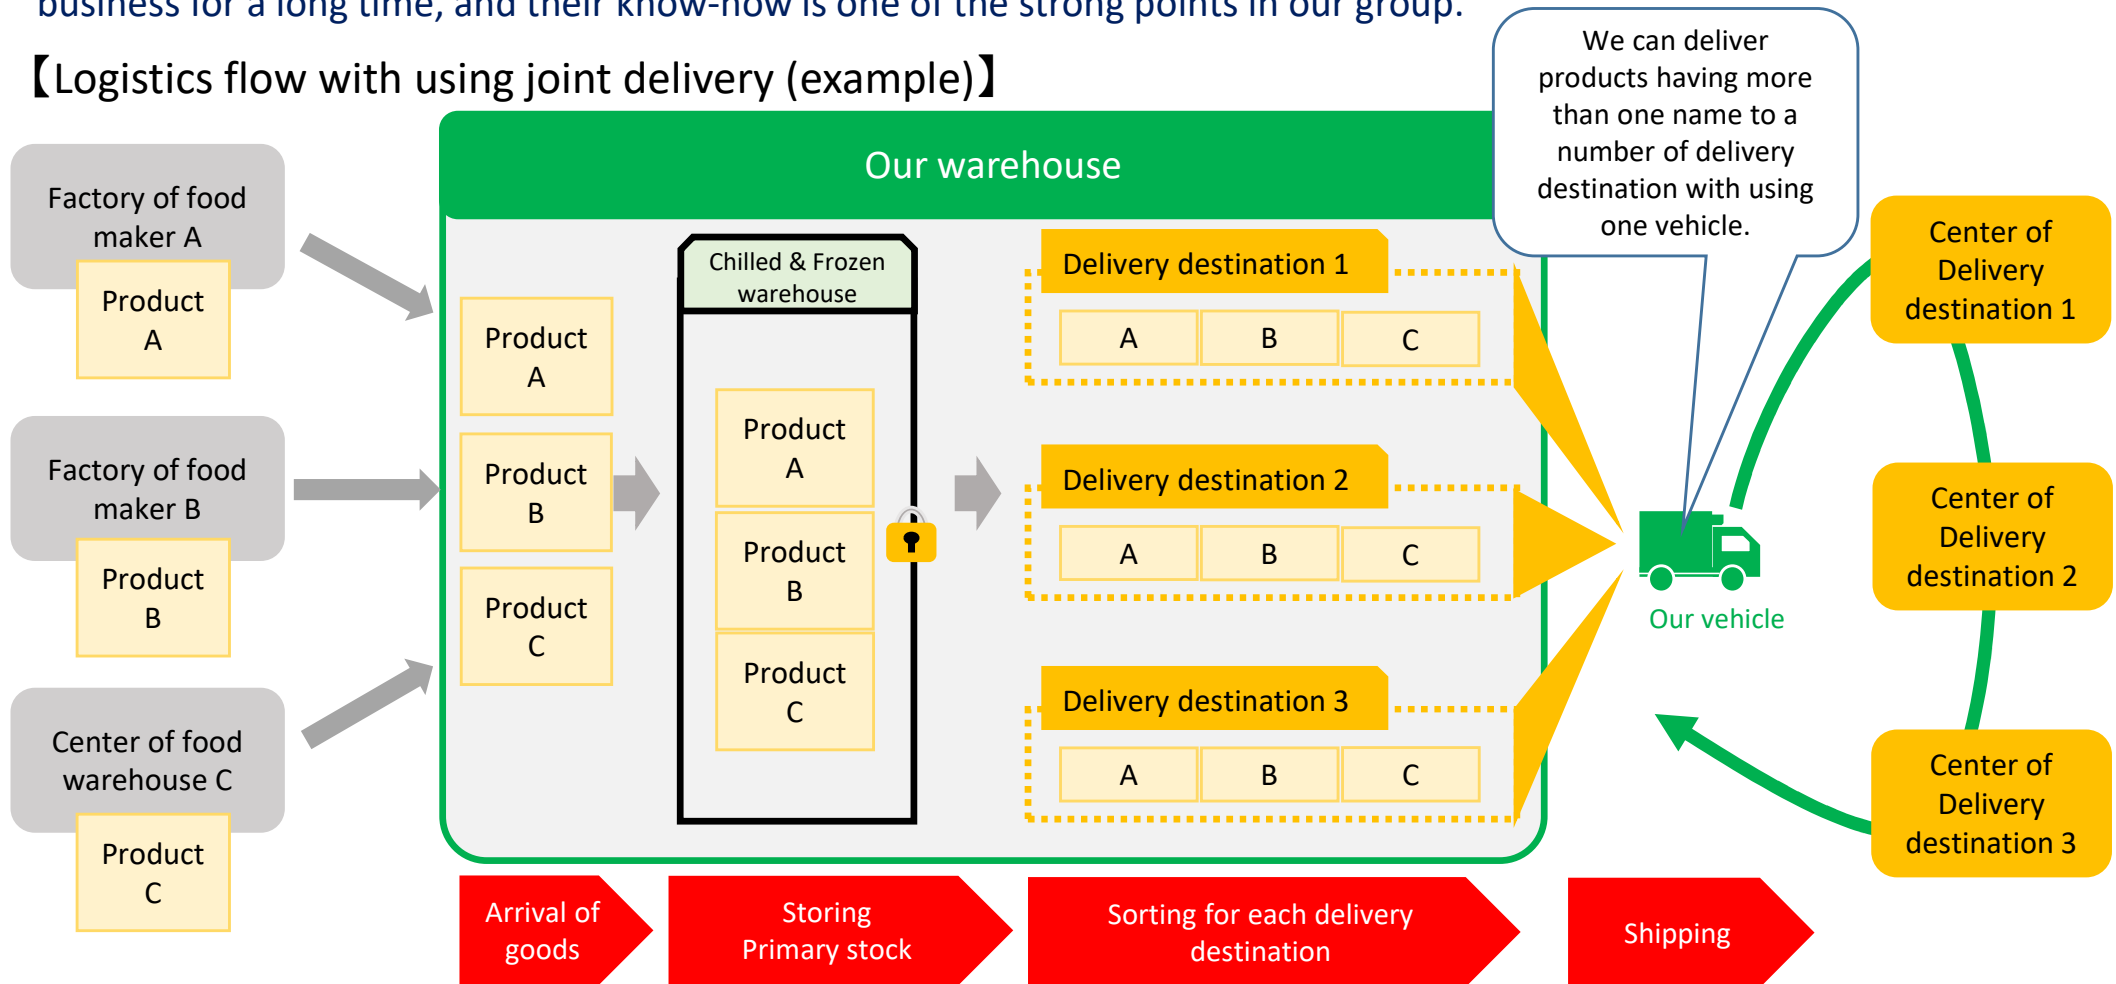 business for a long time, and their know-how is one of the strong points in our group.
【Logistics flow with using joint delivery (example)】
We can deliver
products having more
than one name to a
number of delivery
destination with using
one vehicle.
Our warehouse
Factory of food
maker A
Product
A
Factory of food
maker B
Product
B
Center of food
warehouse C
Product
C
Product
A
Product
B
Product
C
Chilled & Frozen
warehouse
Product
A
Product
B
Product
C
Delivery destination 1
A B C
Delivery destination 2
A B C
Delivery destination 3
A B C
Our vehicle
Center of
Delivery
destination 1
Center of
Delivery
destination 2
Center of
Delivery
destination 3
Arrival of
goods
Storing
Primary stock
Sorting for each delivery
destination
Shipping